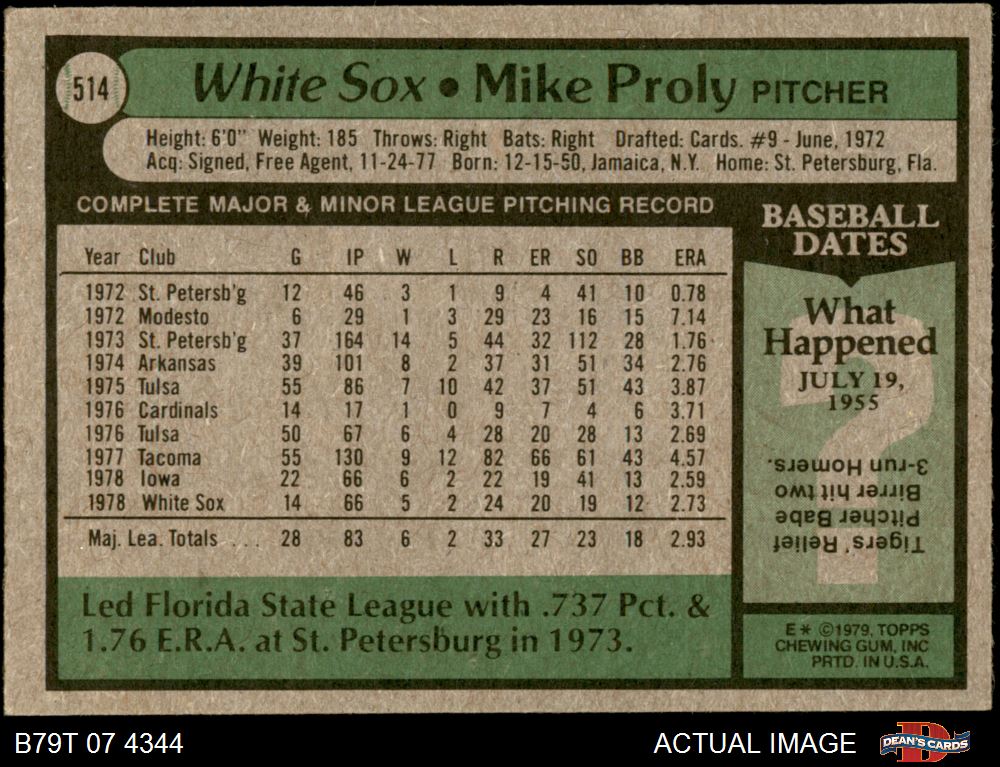 514
White Sox • Mike Proly PITCHER
Height: 6'0" Weight: 185 Throws: Right Bats: Right Drafted: Cards. #9 - June, 1972
Acq: Signed, Free Agent, 11-24-77 Born: 12-15-50, Jamaica, N.Y. Home: St. Petersburg, Fla.
COMPLETE MAJOR & MINOR LEAGUE PITCHING RECORD
Year Club G IP W L R ER SO BB ERA
1972 St. Petersb'g 12 46 3 1 9 4 41 10 0.78
1972 Modesto 6 29 1 3 29 23 16 15 7.14
1973 St. Petersb'g 37 164 14 5 44 32 112 28 1.76
1974 Arkansas 39 101 8 2 37 31 51 34 2.76
1975 Tulsa 55 86 7 10 42 37 51 43 3.87
1976 Cardinals 14 17 1 0 9 7 4 6 3.71
1976 Tulsa 50 67 6 4 28 20 28 13 2.69
1977 Tacoma 55 130 9 12 82 66 61 43 4.57
1978 Iowa 22 66 6 2 22 19 41 13 2.59
1978 White Sox 14 66 5 2 24 20 19 12 2.73
Maj. Lea. Totals . . . 28 83 6 2 33 27 23 18 2.93
Led Florida State League with .737 Pct. &
1.76 E.R.A. at St. Petersburg in 1973.
BASEBALL
DATES
What
Happened
JULY 19,
1955
Tigers' Relief
Pitcher Babe
Birrer hit two
3-run Homers.
E* ©1979, TOPPS
CHEWING GUM, INC
PRTD. IN U.S.A.
B79T 07 4344
ACTUAL IMAGE
D
DEAN'S CARDS